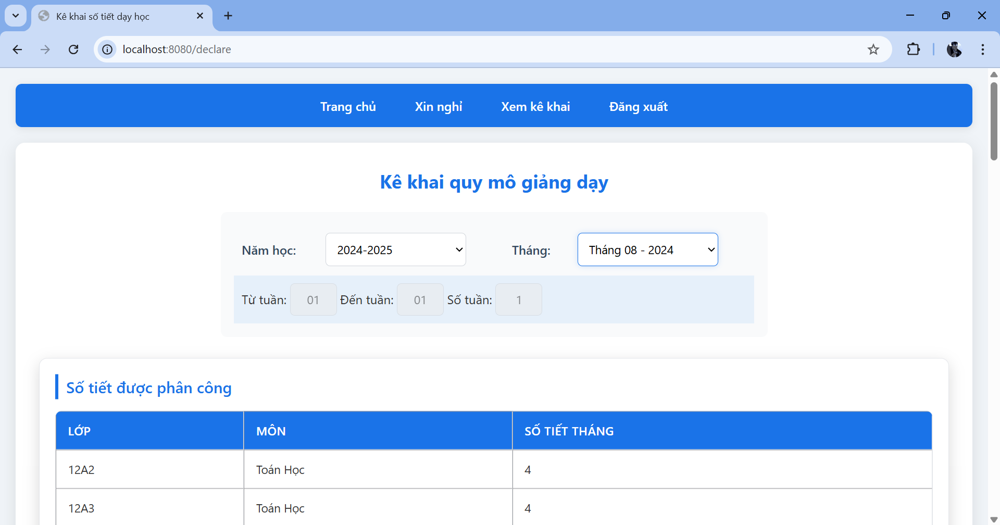 Kê khai số tiết dạy học
localhost:8080/declare
Trang chủ Xin nghỉ Xem kê khai Đăng xuất
Kê khai quy mô giảng dạy
Năm học: 2024-2025 Tháng: Tháng 08 - 2024
Từ tuần: 01 Đến tuần: 01 Số tuần: 1
Số tiết được phân công
LỚP MÔN SỐ TIẾT THÁNG
12A2 Toán Học 4
12A3 Toán Học 4